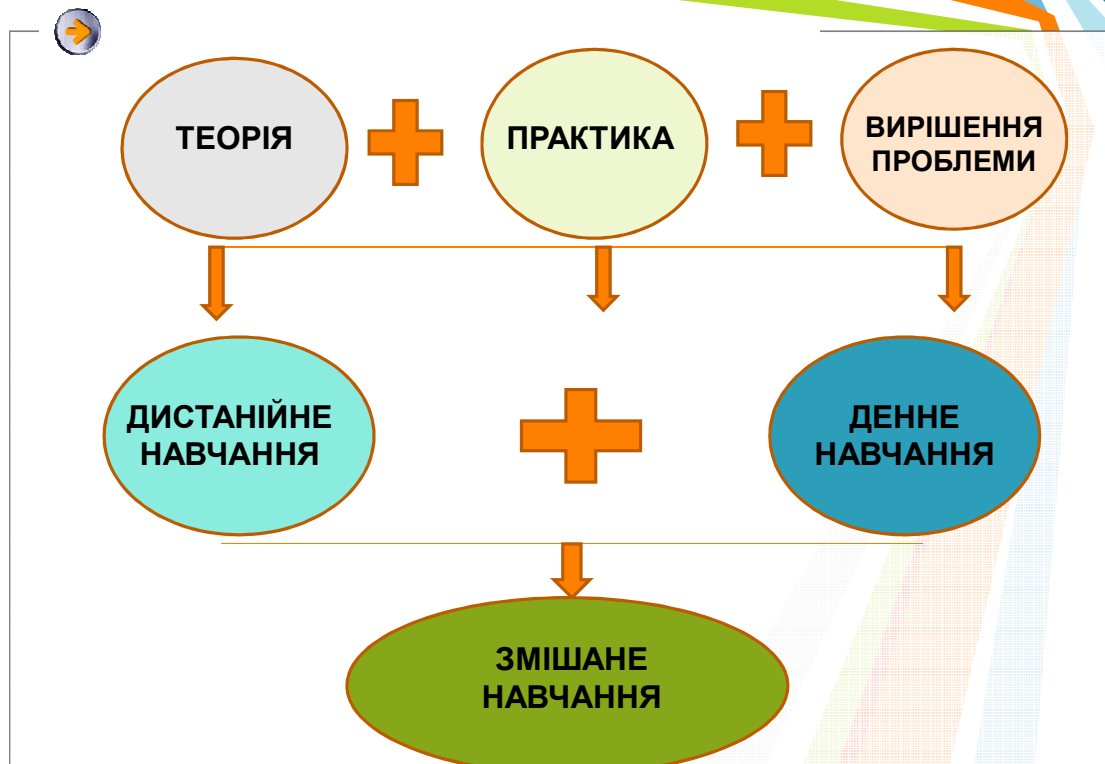 ТЕОРІЯ
ПРАКТИКА
ВИРІШЕННЯ
ПРОБЛЕМИ
ДИСТАНІЙНЕ
НАВЧАННЯ
ДЕННЕ
НАВЧАННЯ
ЗМІШАНЕ
НАВЧАННЯ